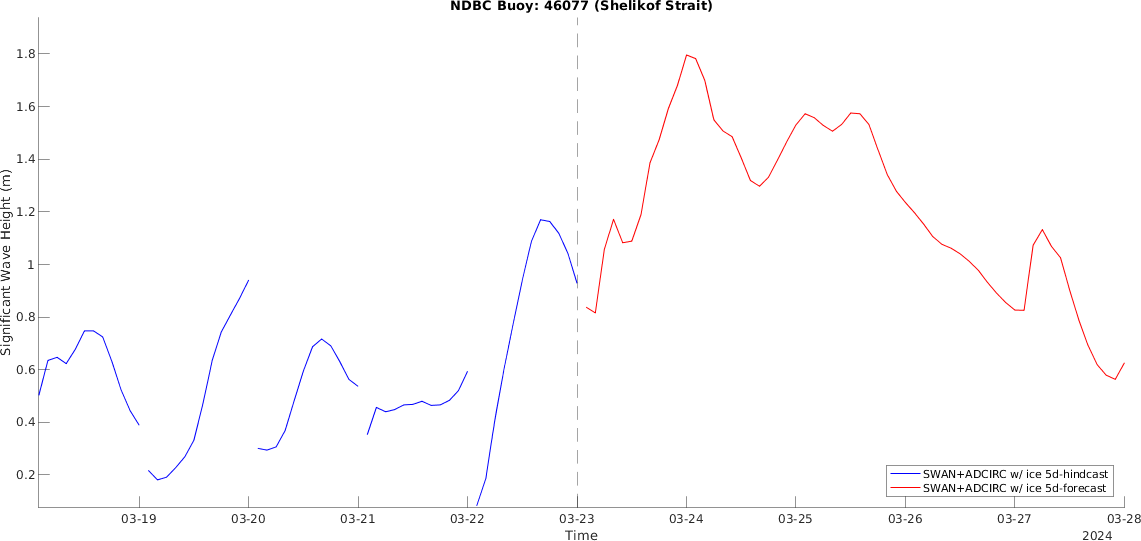 NDBC Buoy: 46077 (Shelikof Strait)
Significant Wave Height (m)
1.8
1.6
1.4
1.2
1
0.8
0.6
0.4
0.2
SWAN+ADCIRC w/ ice 5d-hindcast
SWAN+ADCIRC w/ ice 5d-forecast
03-19 03-20 03-21 03-22 03-23 03-24 03-25 03-26 03-27 03-28
Time
2024